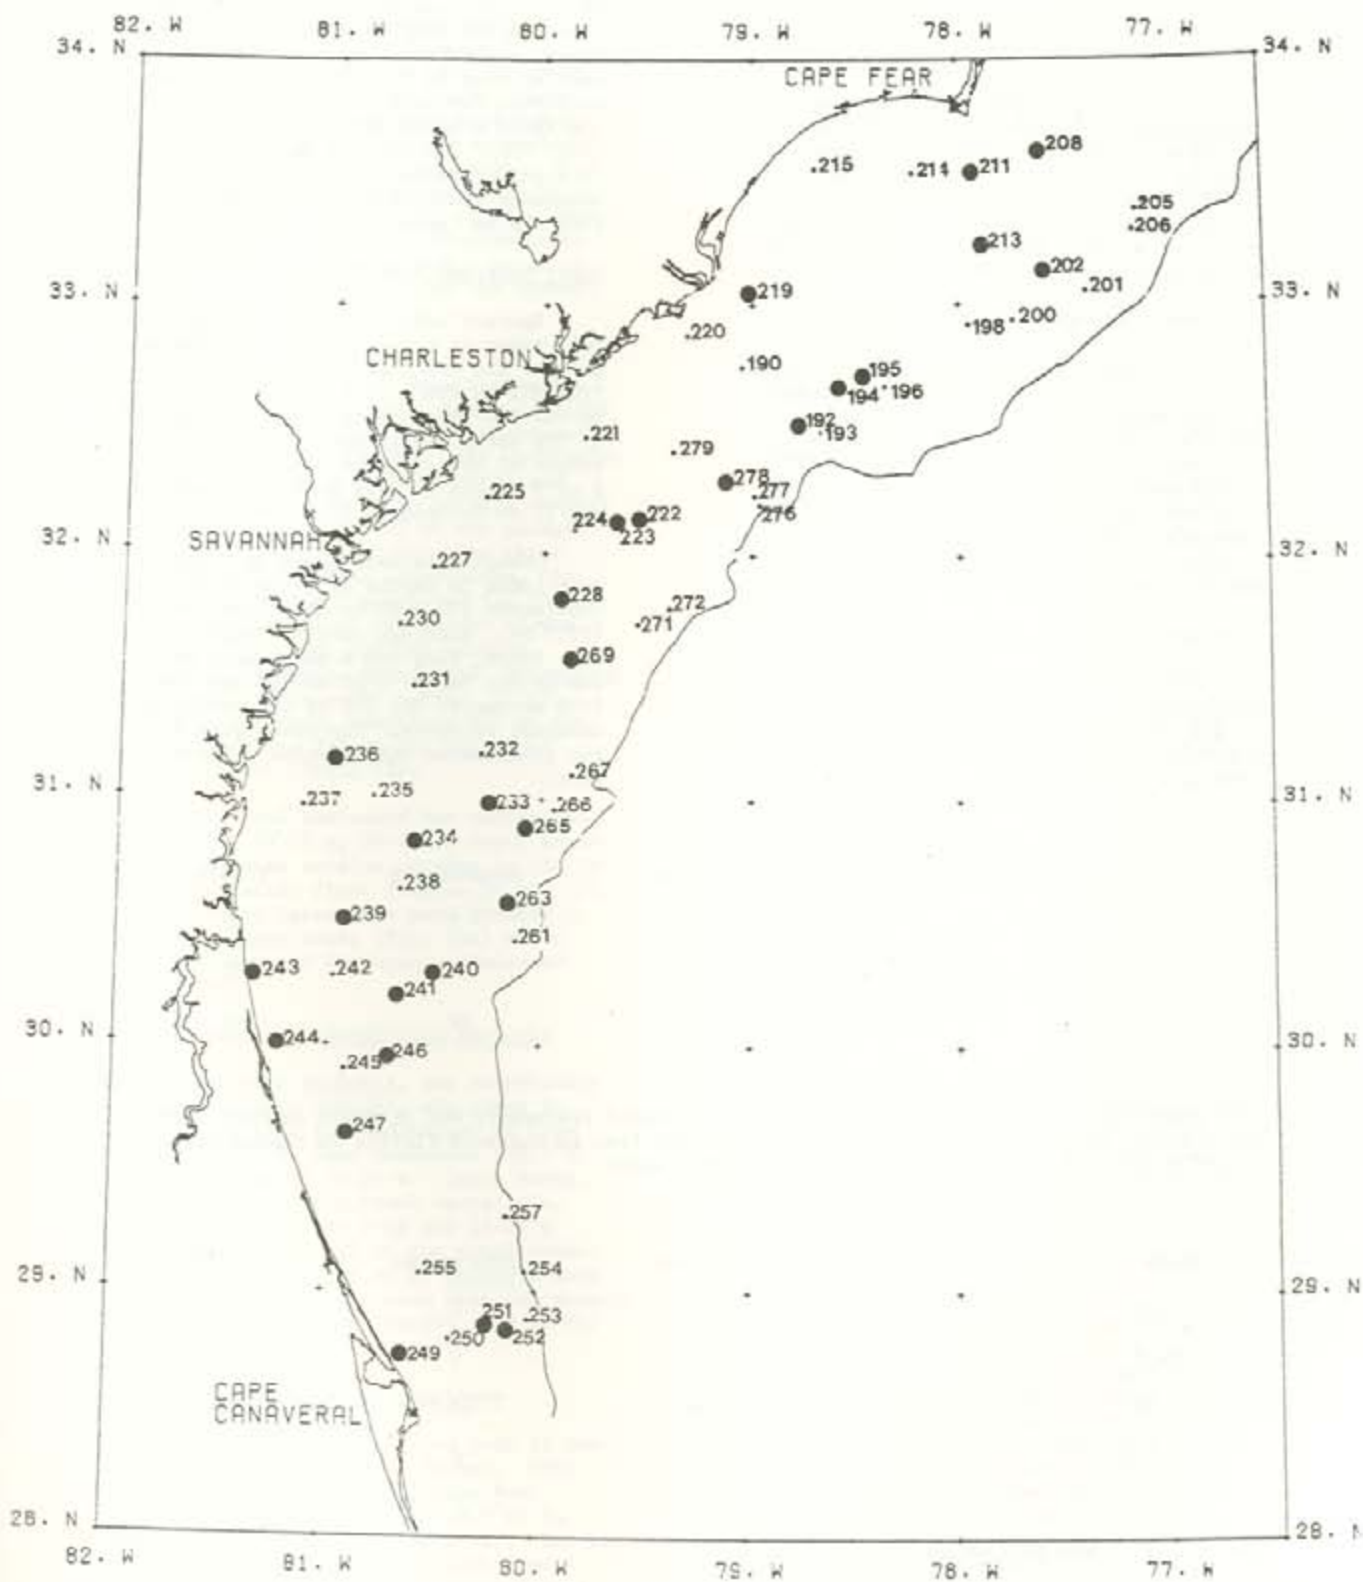 82. W 81. W 80. W 79. W 78. W 77. W
34. N 34. N
CAPE FEAR
208
215 .214 211
205
206
213
202
201
33. N 219 33. N
200
198
220
CHARLESTON
190
195
194 196
192
193
221
279
278
277
225
276
222
224
223
SAVANNAH
32. N 32. N
227
228
272
230
271
269
231
232
236
267
31. N 31. N
235
237 233 266
265
234
238
263
239
261
243 242 240
241
30. N 30. N
244
246
245
247
257
255 254
29. N 29. N
251 253
250 252
249
CAPE
CANAVERAL
28. N 28. N
82. W 81. W 80. W 79. W 78. W 77. W